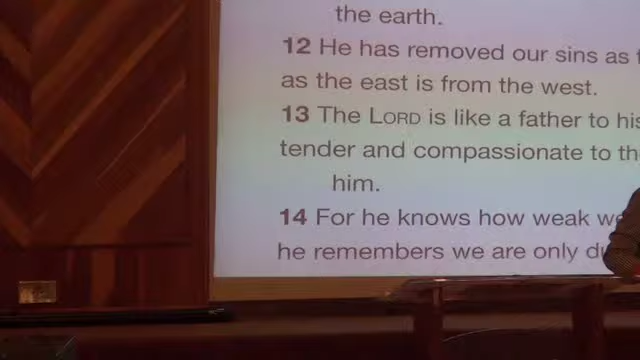 the earth.
12 He has removed our sins as
as the east is from the west.
13 The LORD is like a father to his
tender and compassionate to
him.
14 For he knows how weak
he remembers we are only